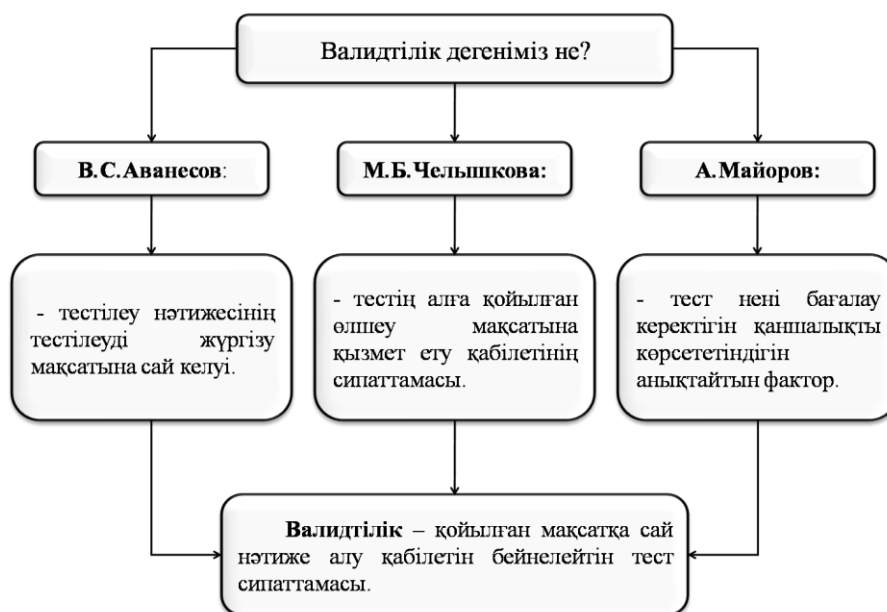 Валидтілік дегеніміз не?
В.С.Аванесов:
М.Б.Челышкова:
А.Майоров:
- тестілеу нәтижесінің
тестілеуді жүргізу
мақсатына сай келуі.
- тестің алға қойылған
өлшеу мақсатына
қызмет ету қабілетінің
сипаттамасы.
- тест нені бағалау
керектігін қаншалықты
көрсететіндігін
анықтайтын фактор.
Валидтілік – қойылған мақсатқа сай
нәтиже алу қабілетін бейнелейтін тест
сипаттамасы.